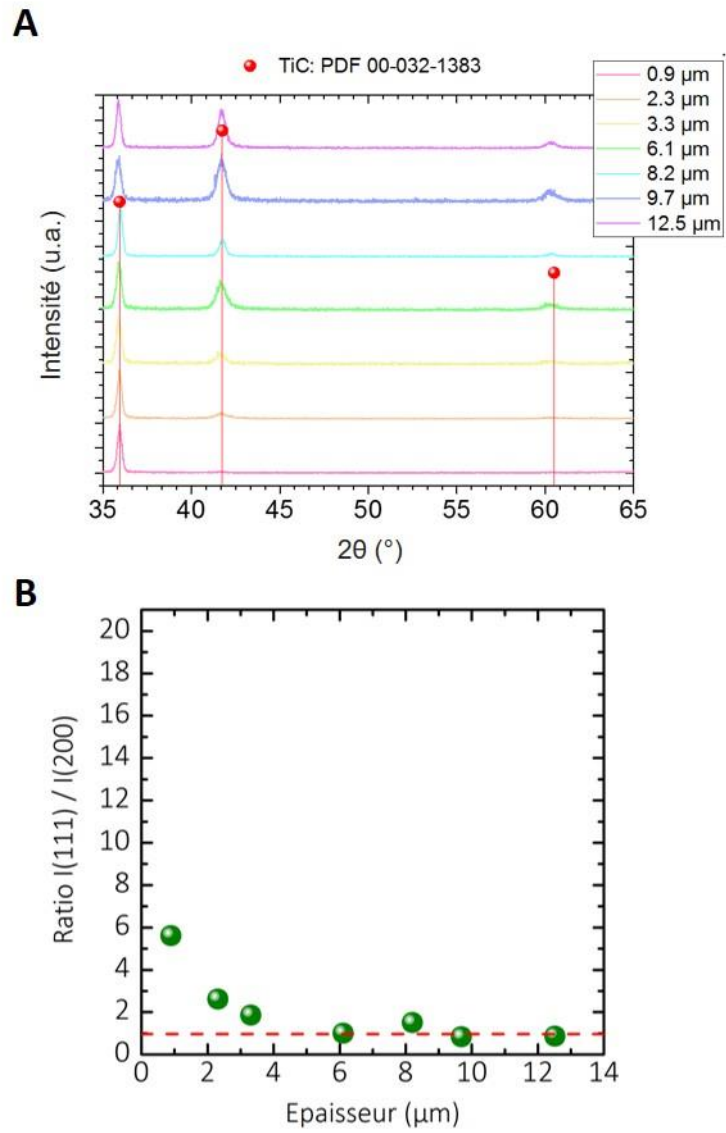 A
TiC: PDF 00-032-1383
0.9 µm
2.3 µm
3.3 µm
6.1 µm
8.2 µm
9.7 µm
12.5 µm
Intensité (u.a.)
35 40 45 50 55 60 65
2θ (°)
B
20
18
16
14
12
10
8
6
4
2
0
Ratio I(111) / I(200)
0 2 4 6 8 10 12 14
Epaisseur (µm)